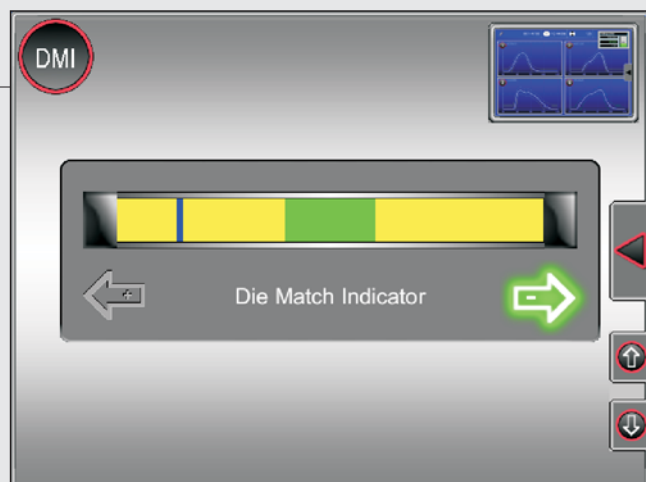 DMI
+ Die Match Indicator -